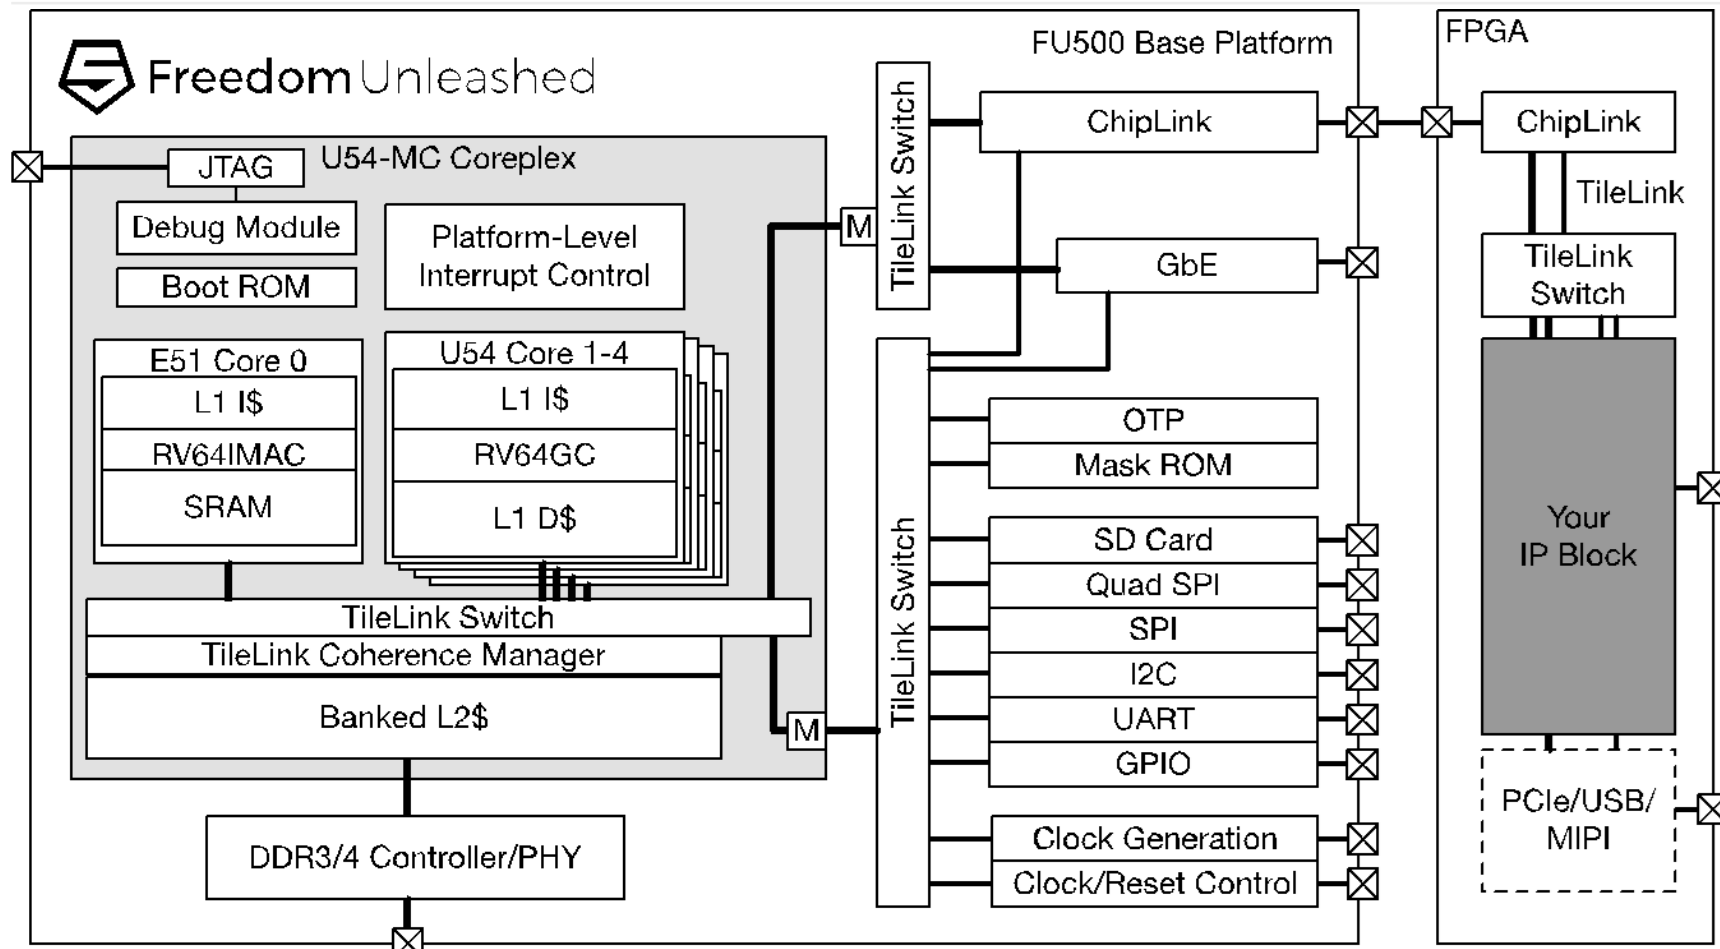 FU500 Base Platform
Freedom Unleashed
U54-MC Coreplex
JTAG
Debug Module
Boot ROM
Platform-Level
Interrupt Control
E51 Core 0
L1 I$
RV64IMAC
SRAM
U54 Core 1-4
L1 I$
RV64GC
L1 D$
TileLink Switch
TileLink Coherence Manager
Banked L2$
DDR3/4 Controller/PHY
M
M
TileLink Switch
ChipLink
GbE
TileLink Switch
OTP
Mask ROM
SD Card
Quad SPI
SPI
I2C
UART
GPIO
Clock Generation
Clock/Reset Control
FPGA
ChipLink
TileLink
TileLink
Switch
Your
IP Block
PCIe/USB/
MIPI